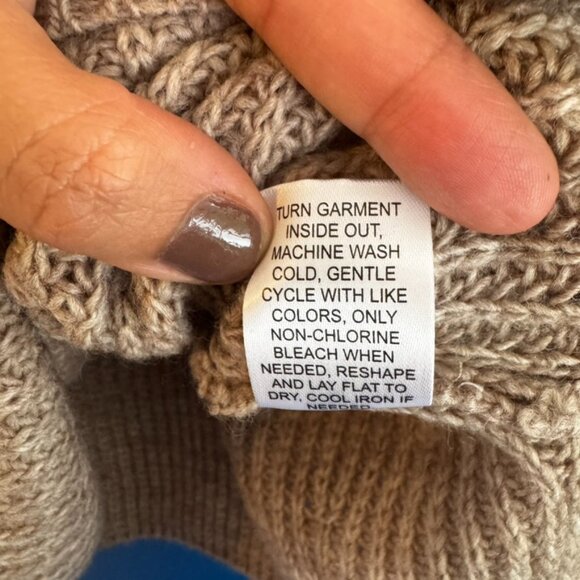 TURN GARMENT
INSIDE OUT,
MACHINE WASH
COLD, GENTLE
CYCLE WITH LIKE
COLORS, ONLY
NON-CHLORINE
BLEACH WHEN
NEEDED, RESHAPE
AND LAY FLAT TO
DRY, COOL IRON IF
NEEDED